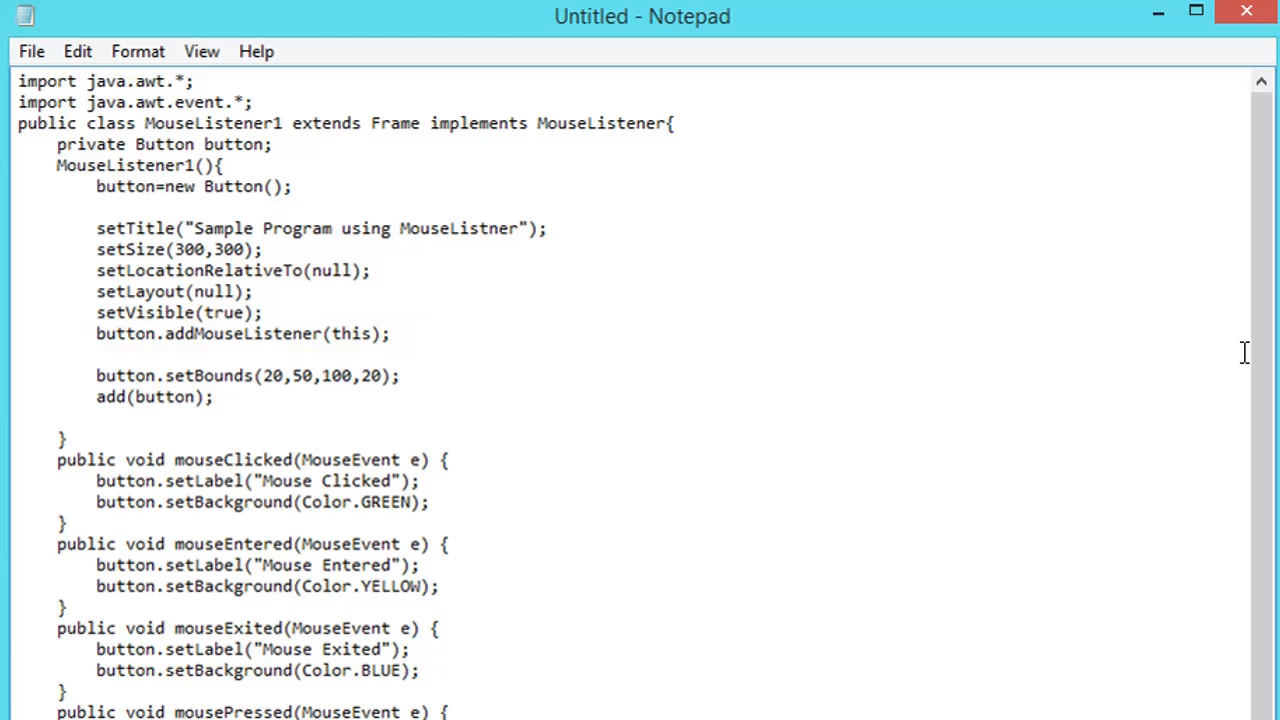 Untitled - Notepad
File Edit Format View Help
import java.awt.*;
import java.awt.event.*;
public class MouseListener1 extends Frame implements MouseListener{
    private Button button;
    MouseListener1(){
        button=new Button();
        setTitle("Sample Program using MouseListner");
        setSize(300,300);
        setLocationRelativeTo(null);
        setLayout(null);
        setVisible(true);
        button.addMouseListener(this);
        button.setBounds(20,50,100,20);
        add(button);
    }
    public void mouseClicked(MouseEvent e) {
        button.setLabel("Mouse Clicked");
        button.setBackground(Color.GREEN);
    }
    public void mouseEntered(MouseEvent e) {
        button.setLabel("Mouse Entered");
        button.setBackground(Color.YELLOW);
    }
    public void mouseExited(MouseEvent e) {
        button.setLabel("Mouse Exited");
        button.setBackground(Color.BLUE);
    }
    public void mousePressed(MouseEvent e) {